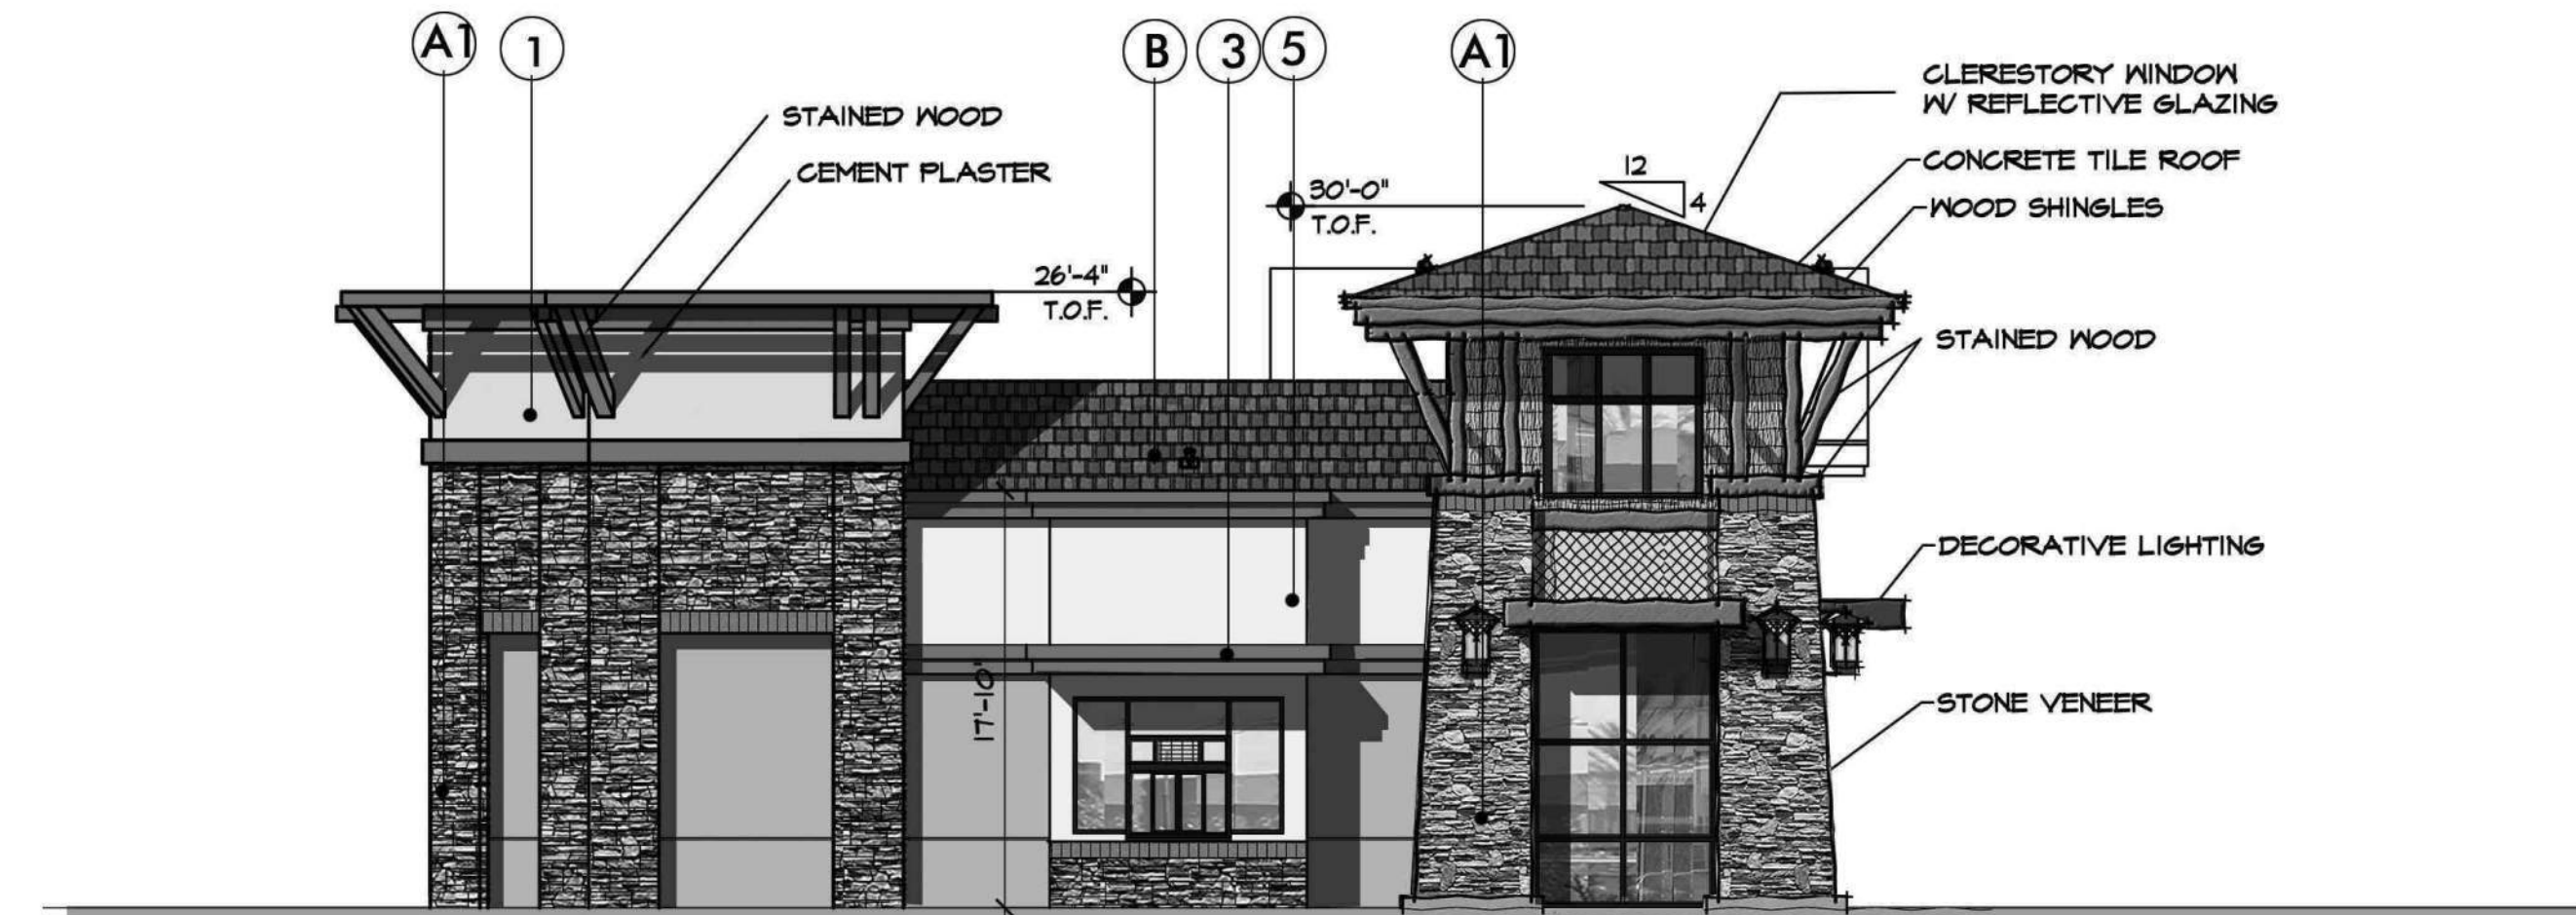 A1
1
B
3
5
A1
STAINED WOOD
CEMENT PLASTER
CLERESTORY WINDOW
W/ REFLECTIVE GLAZING
CONCRETE TILE ROOF
WOOD SHINGLES
12
4
30'-0"
T.O.F.
26'-4"
T.O.F.
STAINED WOOD
DECORATIVE LIGHTING
17'-10"
STONE VENEER